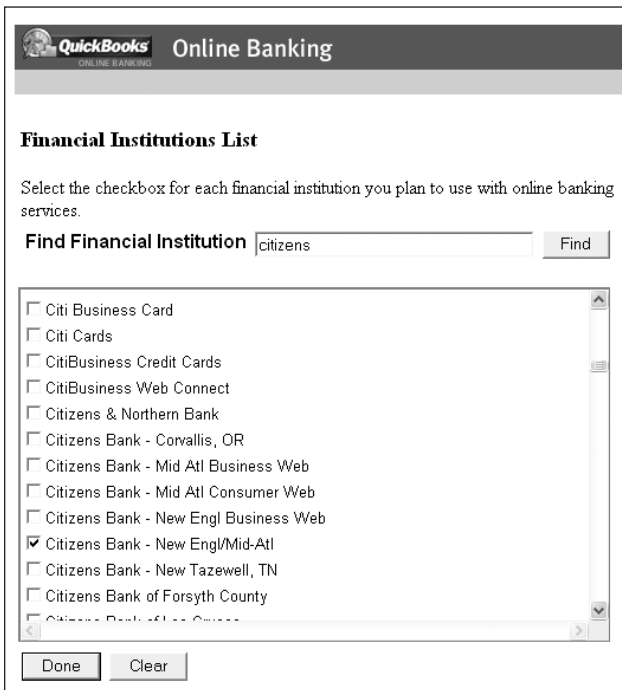 QuickBooks Online Banking
ONLINE BANKING
Financial Institutions List
Select the checkbox for each financial institution you plan to use with online banking
services.
Find Financial Institution citizens Find
Citi Business Card
Citi Cards
CitiBusiness Credit Cards
CitiBusiness Web Connect
Citizens & Northern Bank
Citizens Bank - Corvallis, OR
Citizens Bank - Mid Atl Business Web
Citizens Bank - Mid Atl Consumer Web
Citizens Bank - New Engl Business Web
Citizens Bank - New Engl/Mid-Atl
Citizens Bank - New Tazewell, TN
Citizens Bank of Forsyth County
Done Clear